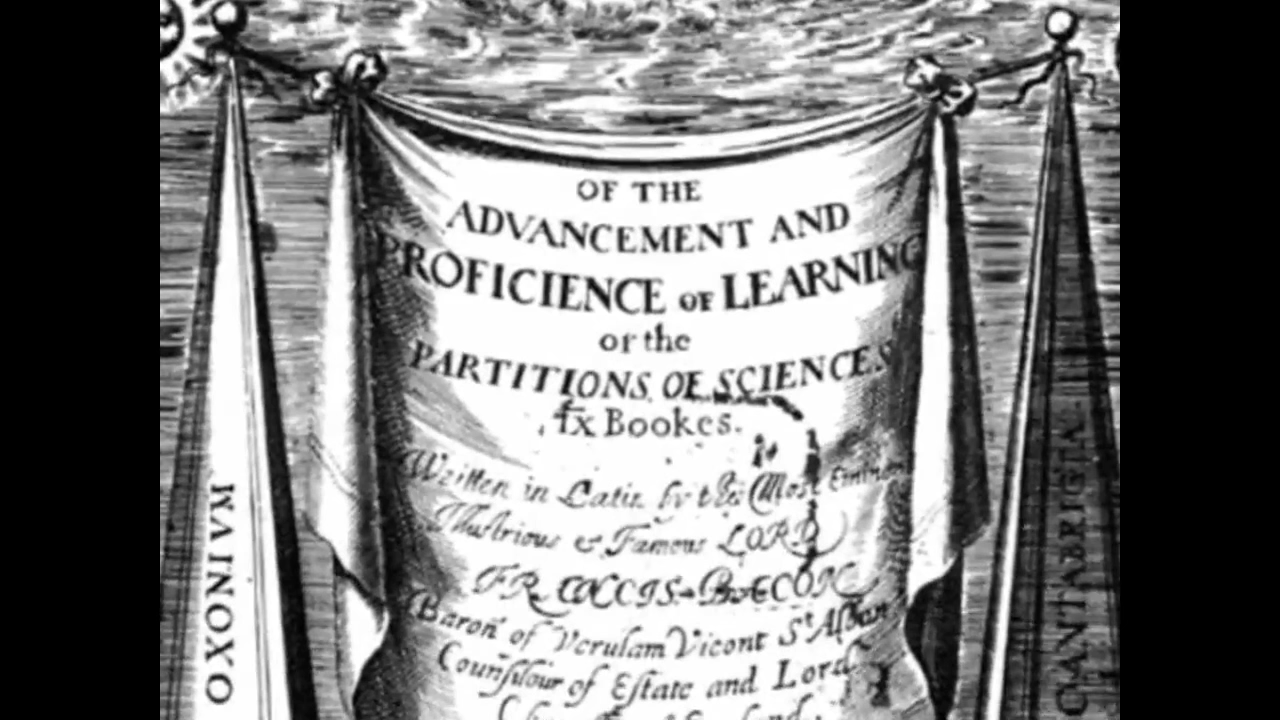 OF THE
ADVANCEMENT AND
PROFICIENCE OF LEARNING
or the
PARTITIONS OF SCIENCES
ix Bookes.
Written in Latin by the Most Eminent
Illustrious & Famous LORD
FRANCIS BACON
Baron of Verulam Vicont St Alban
Counsilour of Estate and Lord
OXONIVM
CANTABRIGIA